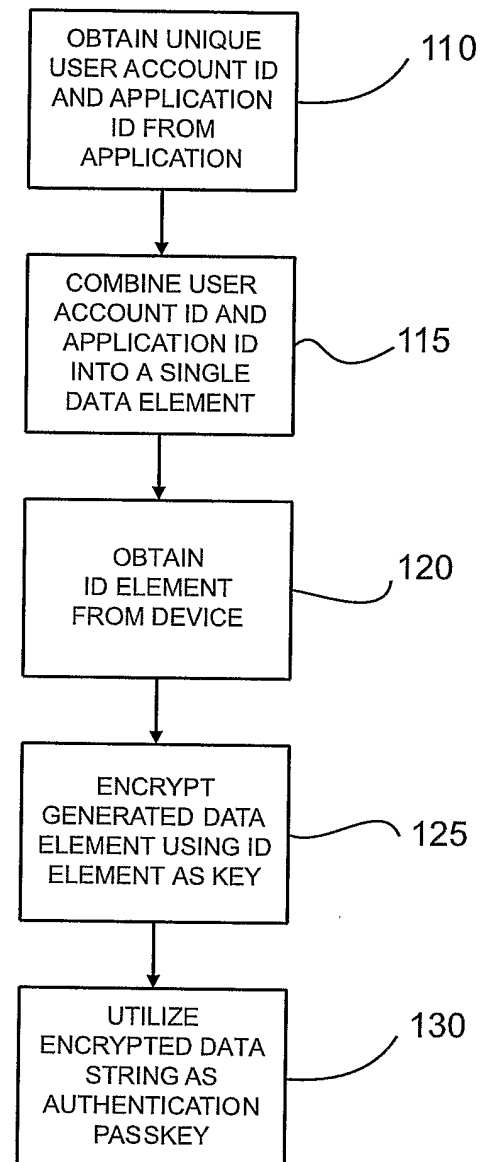 OBTAIN UNIQUE
USER ACCOUNT ID
AND APPLICATION
ID FROM
APPLICATION
110
COMBINE USER
ACCOUNT ID AND
APPLICATION ID
INTO A SINGLE
DATA ELEMENT
115
OBTAIN
ID ELEMENT
FROM DEVICE
120
ENCRYPT
GENERATED DATA
ELEMENT USING ID
ELEMENT AS KEY
125
UTILIZE
ENCRYPTED DATA
STRING AS
AUTHENTICATION
PASSKEY
130